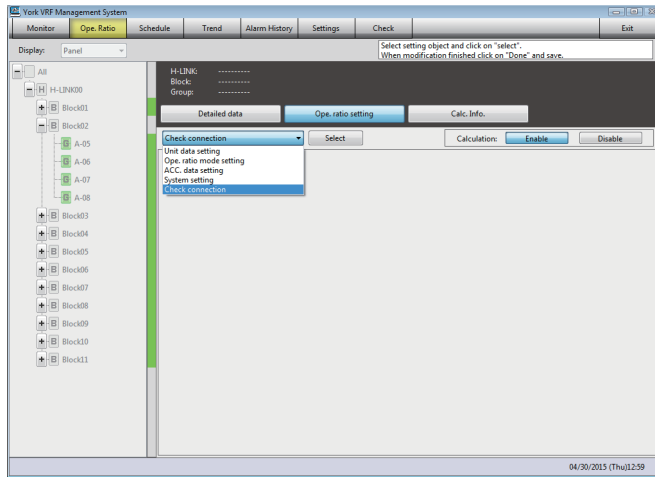 York VRF Management System
Monitor Ope. Ratio Schedule Trend Alarm History Settings Check Exit
Display: Panel
Select setting object and click on "select".
When modification finished click on "Done" and save.
All
H H-LINK00
B Block01
B Block02
G A-05
G A-06
G A-07
G A-08
B Block03
B Block04
B Block05
B Block06
B Block07
B Block08
B Block09
B Block10
B Block11
H-LINK: ----------
Block: ----------
Group: ----------
Detailed data Ope. ratio setting Calc. Info.
Check connection Select Calculation: Enable Disable
Unit data setting
Ope. ratio mode setting
ACC. data setting
System setting
Check connection
04/30/2015 (Thu)12:59